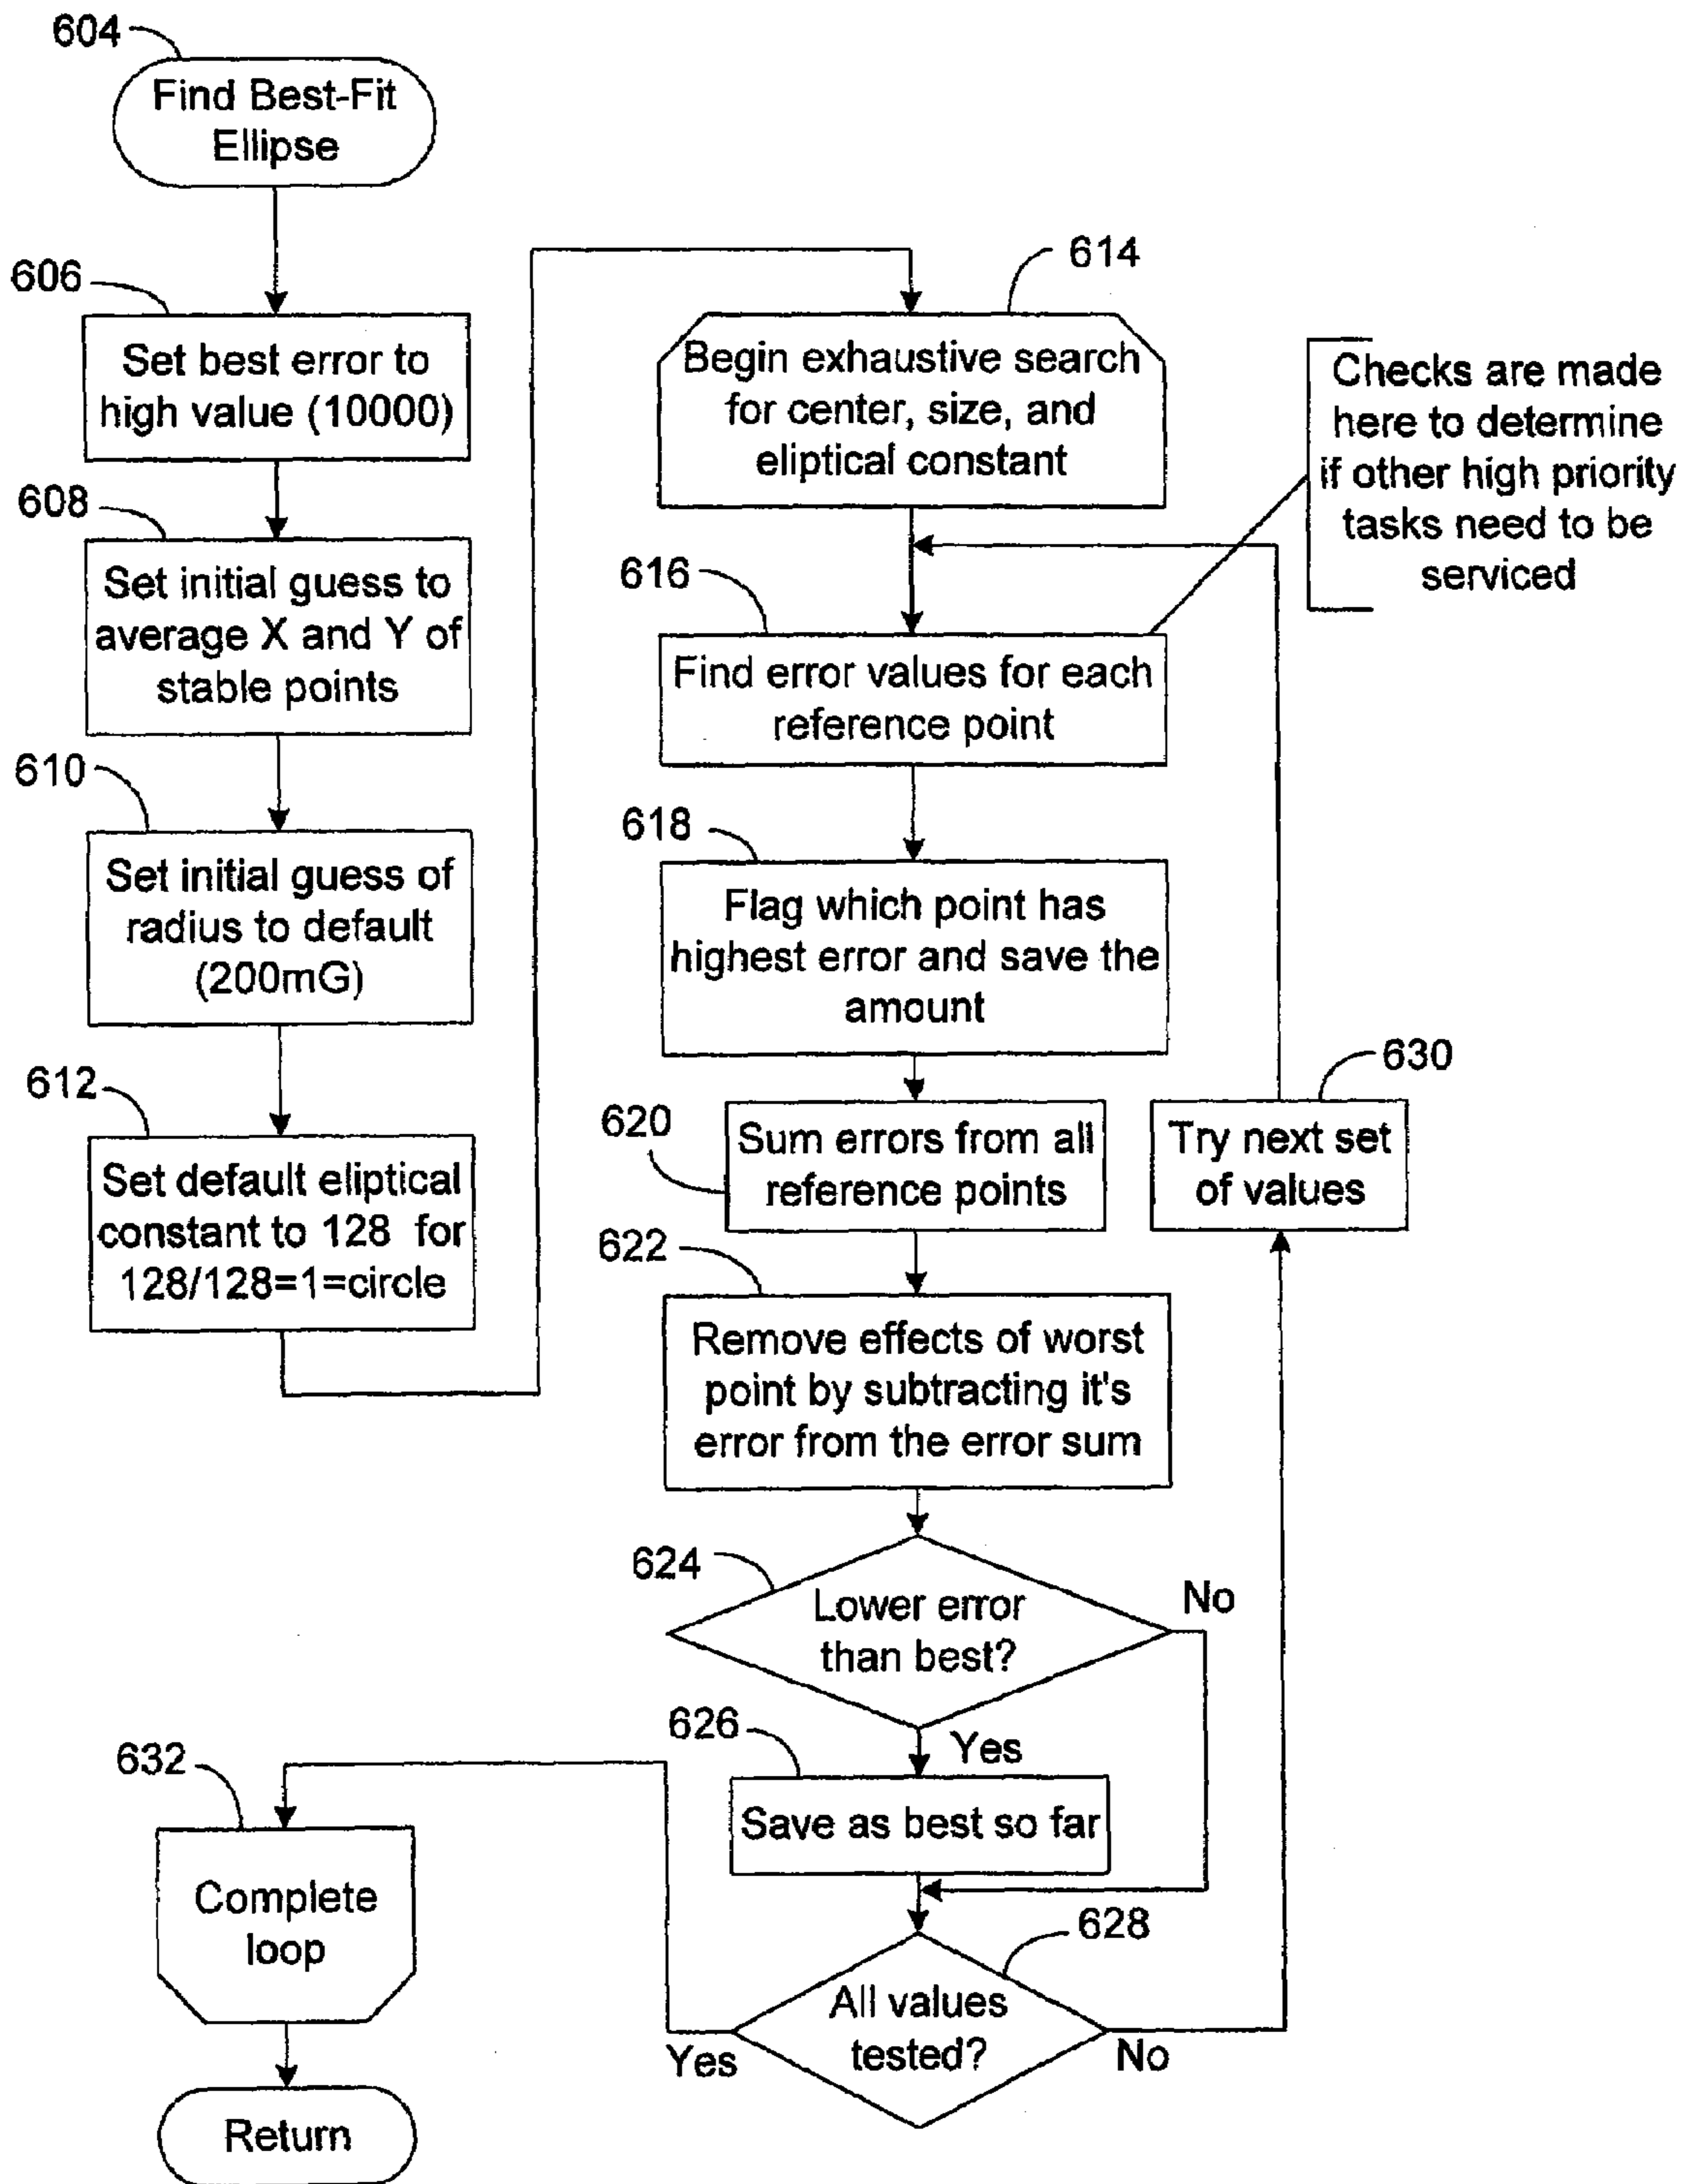 604
Find Best-Fit
Ellipse
606
Set best error to
high value (10000)
608
Set initial guess to
average X and Y of
stable points
610
Set initial guess of
radius to default
(200mG)
612
Set default eliptical
constant to 128 for
128/128=1=circle
614
Begin exhaustive search
for center, size, and
eliptical constant
Checks are made
here to determine
if other high priority
tasks need to be
serviced
616
Find error values for each
reference point
618
Flag which point has
highest error and save the
amount
620
Sum errors from all
reference points
630
Try next set
of values
622
Remove effects of worst
point by subtracting it's
error from the error sum
624
Lower error
than best?
No
Yes
626
Save as best so far
628
All values
tested?
Yes
No
632
Complete
loop
Return